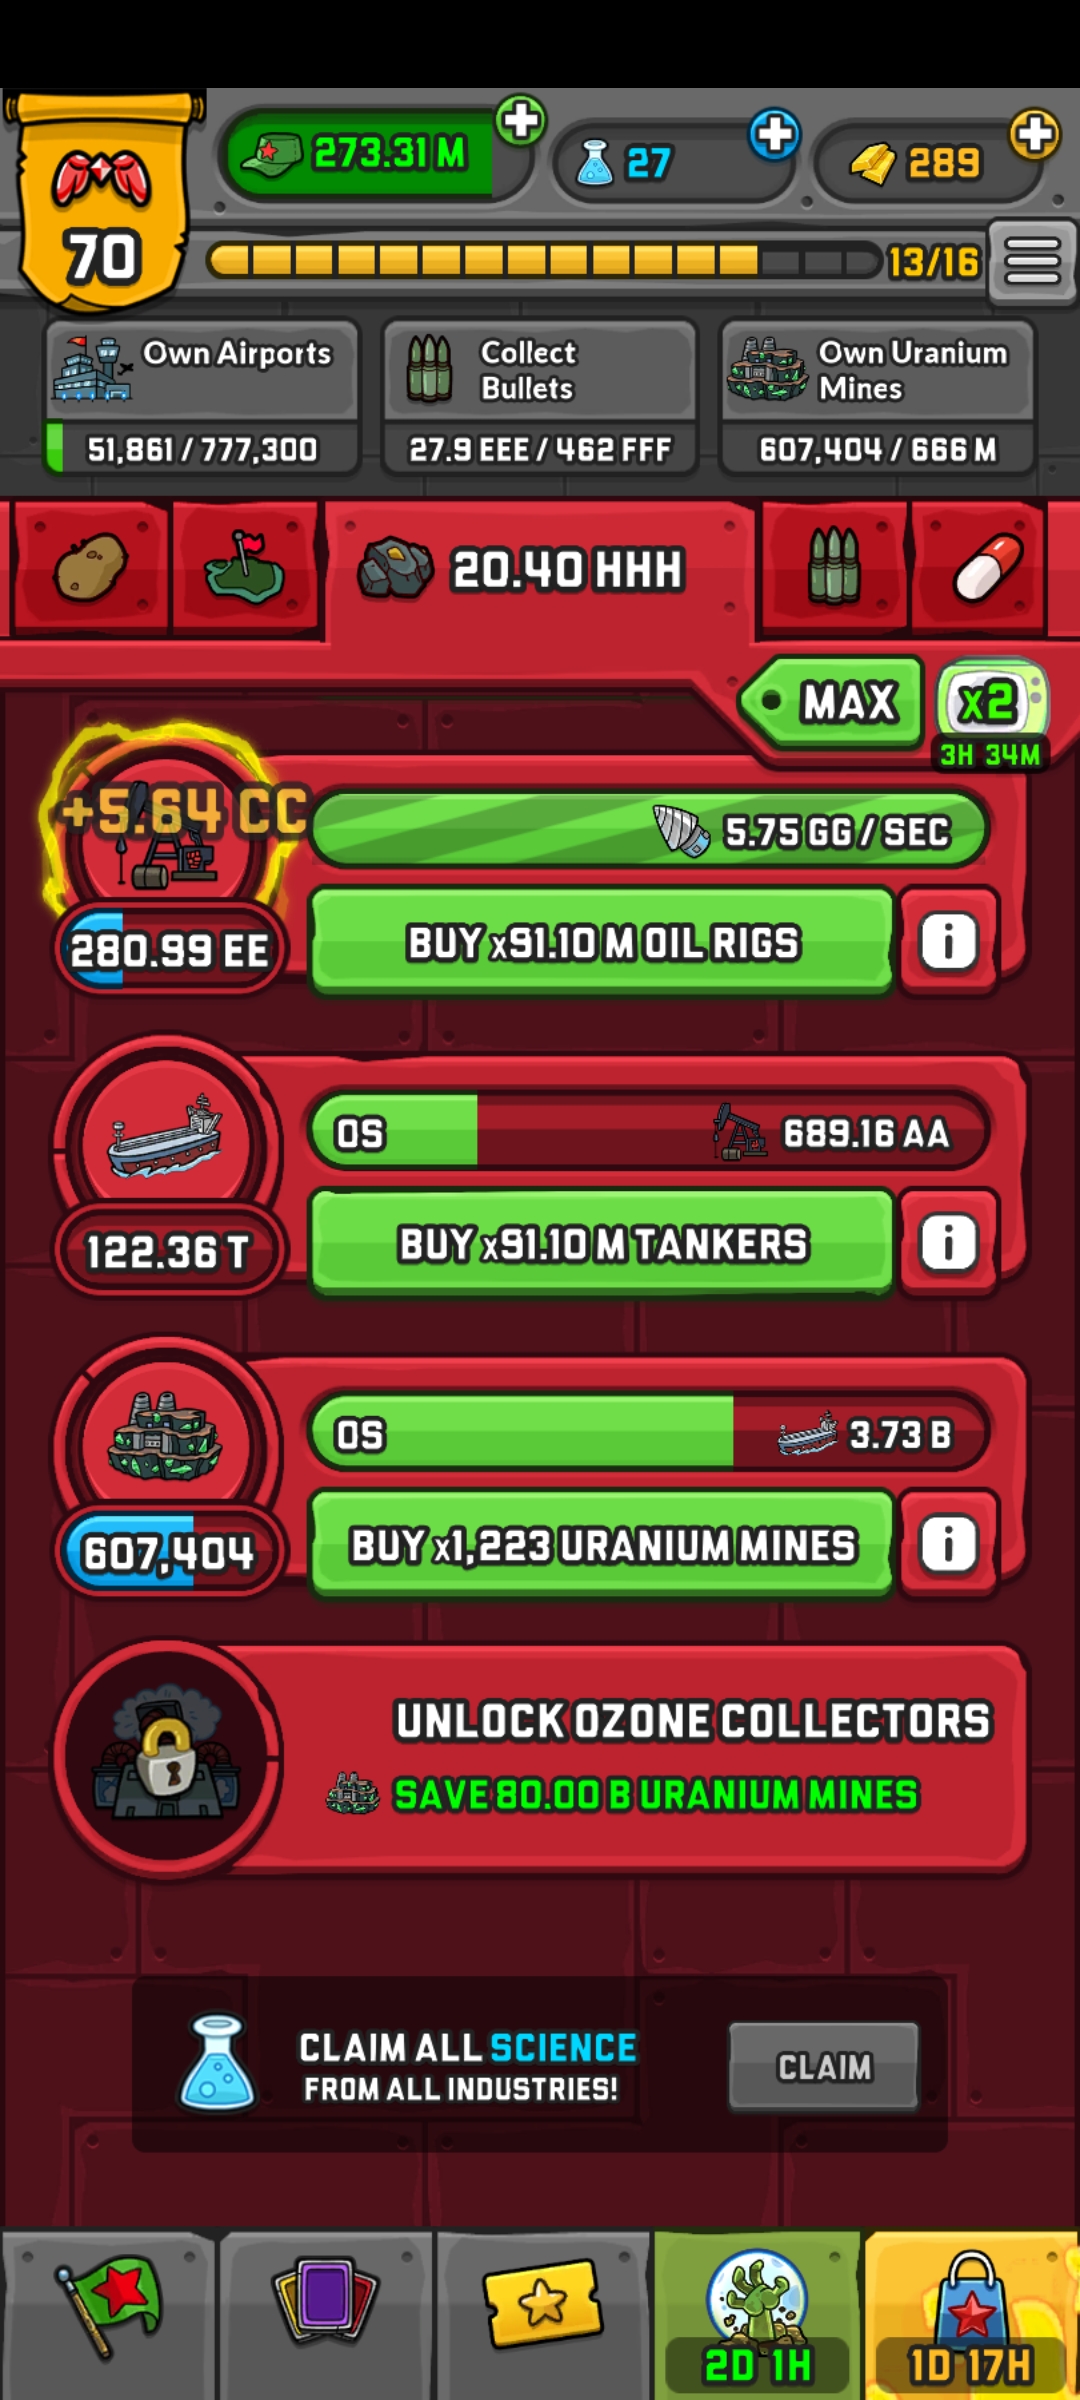 70
273.31 M
27
289
13/16
Own Airports
51,861 / 777,300
Collect
Bullets
27.9 EEE / 462 FFF
Own Uranium
Mines
607,404 / 666 M
20.40 HHH
MAX
x2
3H 34M
+5.64 CC
5.75 GG / SEC
280.99 EE
BUY x91.10 M OIL RIGS
i
0S
689.16 AA
122.36 T
BUY x91.10 M TANKERS
i
0S
3.73 B
607,404
BUY x1,223 URANIUM MINES
i
UNLOCK OZONE COLLECTORS
SAVE 80.00 B URANIUM MINES
CLAIM ALL SCIENCE
FROM ALL INDUSTRIES!
CLAIM
2D 1H
1D 17H